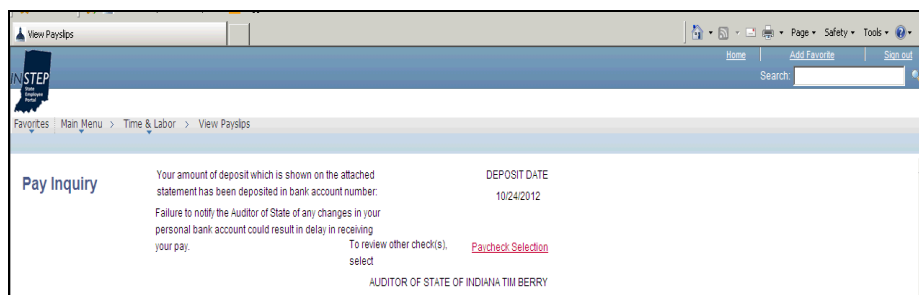 View Payslips
Page Safety Tools
Home Add Favorite Sign out
INSTEP
State
Employee
Portal
Search:
Favorites Main Menu > Time & Labor > View Payslips
Pay Inquiry
Your amount of deposit which is shown on the attached
statement has been deposited in bank account number:
DEPOSIT DATE
10/24/2012
Failure to notify the Auditor of State of any changes in your
personal bank account could result in delay in receiving
your pay.
To review other check(s),
select
Paycheck Selection
AUDITOR OF STATE OF INDIANA TIM BERRY